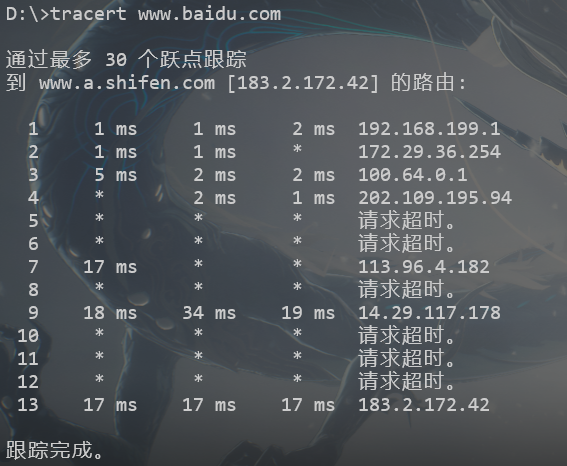 D:\>tracert www.baidu.com
通过最多 30 个跃点跟踪
到 www.a.shifen.com [183.2.172.42] 的路由:
1 1 ms 1 ms 2 ms 192.168.199.1
2 1 ms 1 ms * 172.29.36.254
3 5 ms 2 ms 2 ms 100.64.0.1
4 * 2 ms 1 ms 202.109.195.94
5 * * * 请求超时。
6 * * * 请求超时。
7 17 ms * * 113.96.4.182
8 * * * 请求超时。
9 18 ms 34 ms 19 ms 14.29.117.178
10 * * * 请求超时。
11 * * * 请求超时。
12 * * * 请求超时。
13 17 ms 17 ms 17 ms 183.2.172.42
跟踪完成。